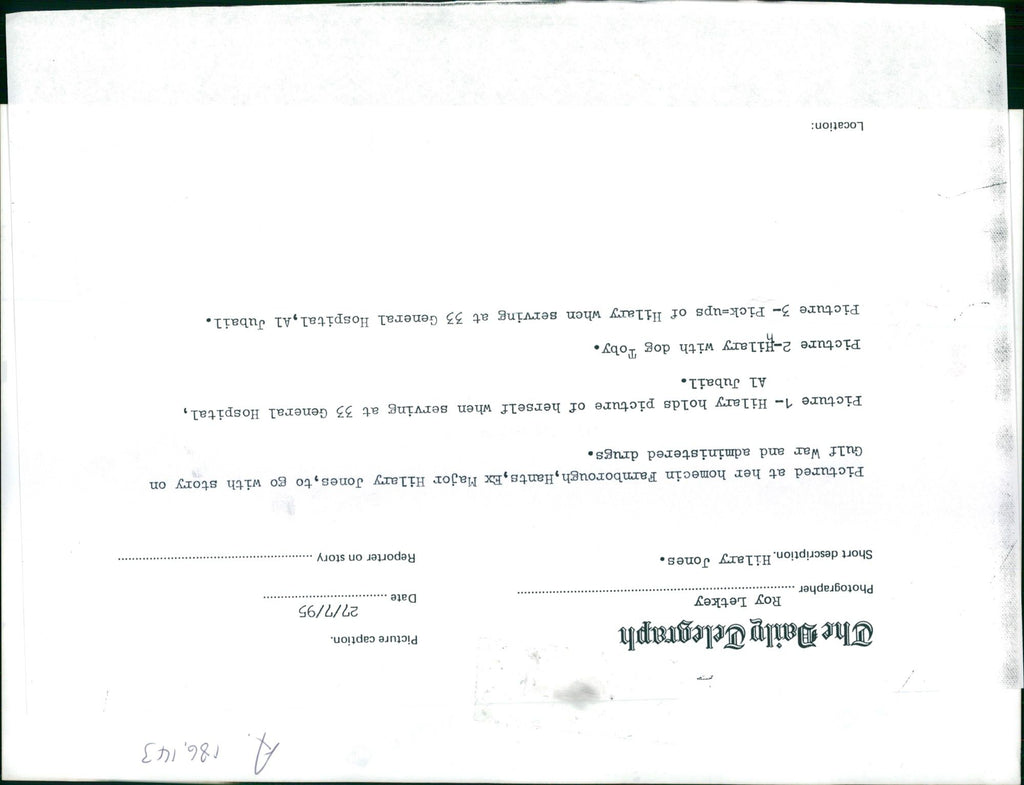 A. 186,143
The Daily Telegraph
Picture caption.
Photographer Roy Letkey
Date 27/7/95
Short description. Hilary Jones.
Reporter on story
Pictured at her homecin Farnborough,Hants,Ex Major Hilary Jones,to go with story on
Gulf War and administered drugs.
Picture 1- Hilary holds picture of herself when serving at 33 General Hospital,
Al Jubail.
Picture 2-Hilary with dog Toby.
Picture 3- Pick=ups of Hilary when serving at 33 General Hospital,Al Jubail.
Location: